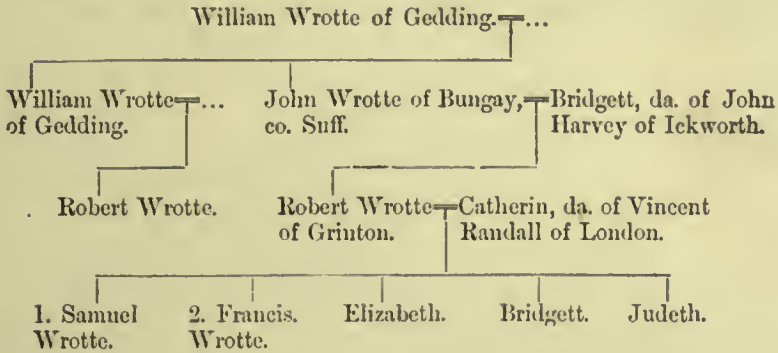 William Wrotte of Gedding.=...
William Wrotte=... John Wrotte of Bungay,=Bridgett, da. of John
of Gedding. co. Suff. Harvey of Ickworth.
Robert Wrotte. Robert Wrotte=Catherin, da. of Vincent
of Grinton. Randall of London.
1. Samuel 2. Francis. Elizabeth. Bridgett. Judeth.
Wrotte. Wrotte.